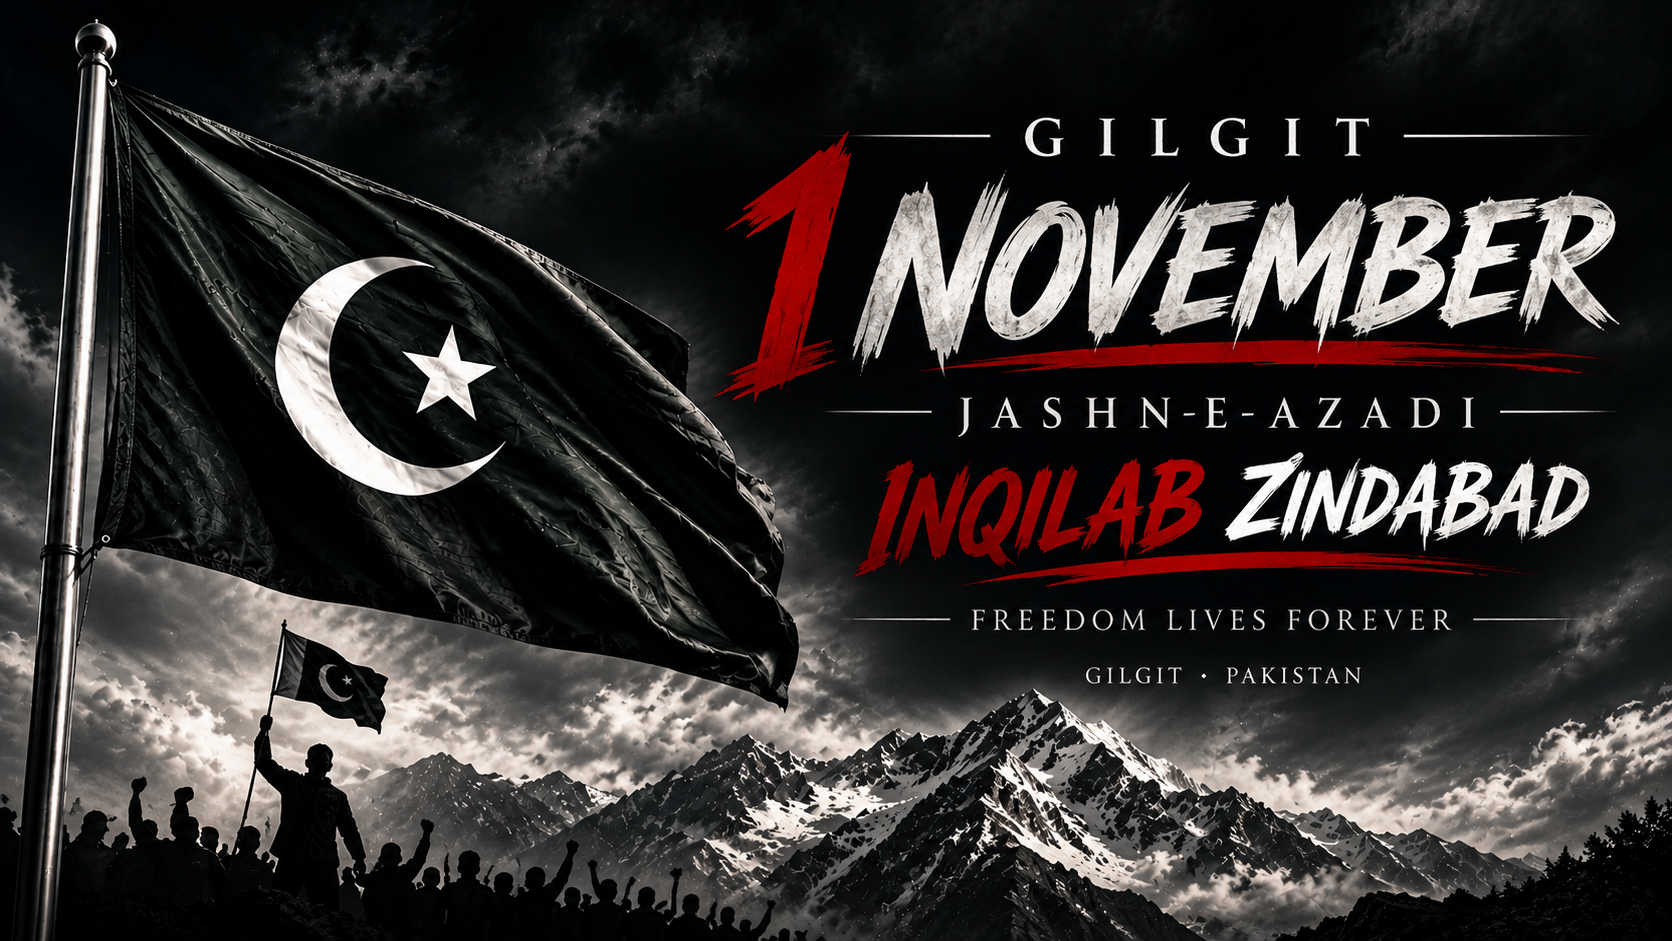 GILGIT
1 NOVEMBER
JASHN-E-AZADI
INQILAB ZINDABAD
FREEDOM LIVES FOREVER
GILGIT • PAKISTAN